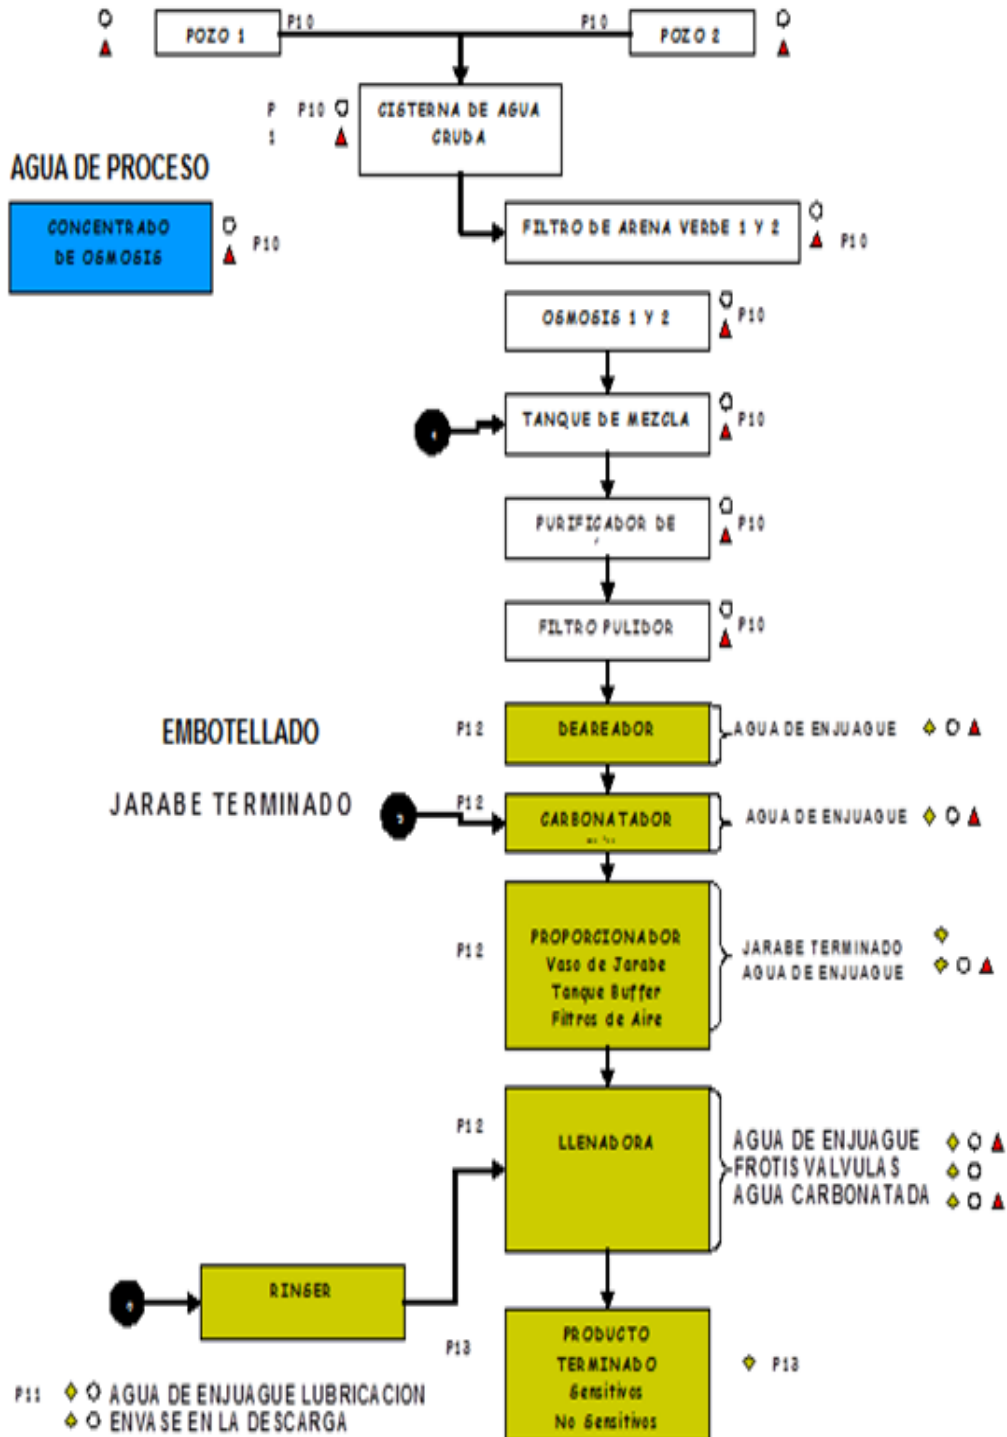 POZO 1
P10
P10
POZO 2
P P10
1
CISTERNA DE AGUA
CRUDA
AGUA DE PROCESO
CONCENTRADO
DE OSMOSIS
P10
FILTRO DE ARENA VERDE 1 Y 2
P10
OSMOSIS 1 Y 2
P10
TANQUE DE MEZCLA
P10
PURIFICADOR DE
P10
FILTRO PULIDOR
P10
EMBOTELLADO
P12
DEAREADOR
AGUA DE ENJUAGUE
JARABE TERMINADO
P12
CARBONATADOR
AGUA DE ENJUAGUE
P12
PROPORCIONADOR
Vaso de Jarabe
Tanque Buffer
Filtros de Aire
JARABE TERMINADO
AGUA DE ENJUAGUE
P12
LLENADORA
AGUA DE ENJUAGUE
FROTIS VALVULAS
AGUA CARBONATADA
RINSER
P13
PRODUCTO
TERMINADO
Sensitivos
No Sensitivos
P13
P11
AGUA DE ENJUAGUE LUBRICACION
ENVASE EN LA DESCARGA